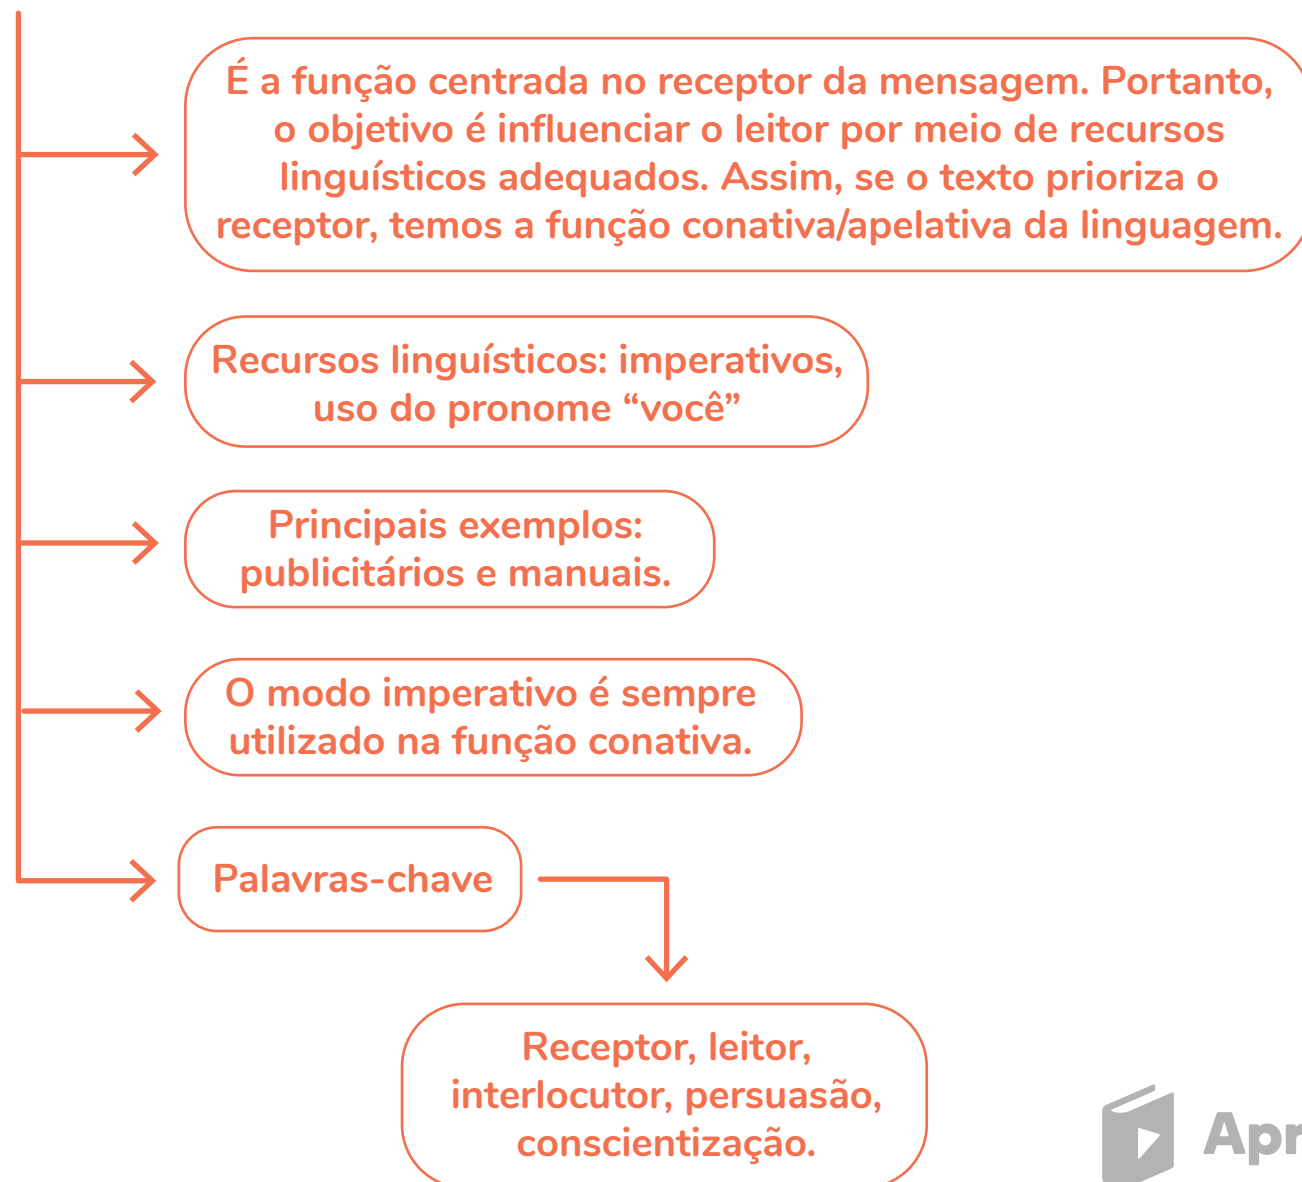 É a função centrada no receptor da mensagem. Portanto,
o objetivo é influenciar o leitor por meio de recursos
linguísticos adequados. Assim, se o texto prioriza o
receptor, temos a função conativa/apelativa da linguagem.
Recursos linguísticos: imperativos,
uso do pronome “você”
Principais exemplos:
publicitários e manuais.
O modo imperativo é sempre
utilizado na função conativa.
Palavras-chave
Receptor, leitor,
interlocutor, persuasão,
conscientização.